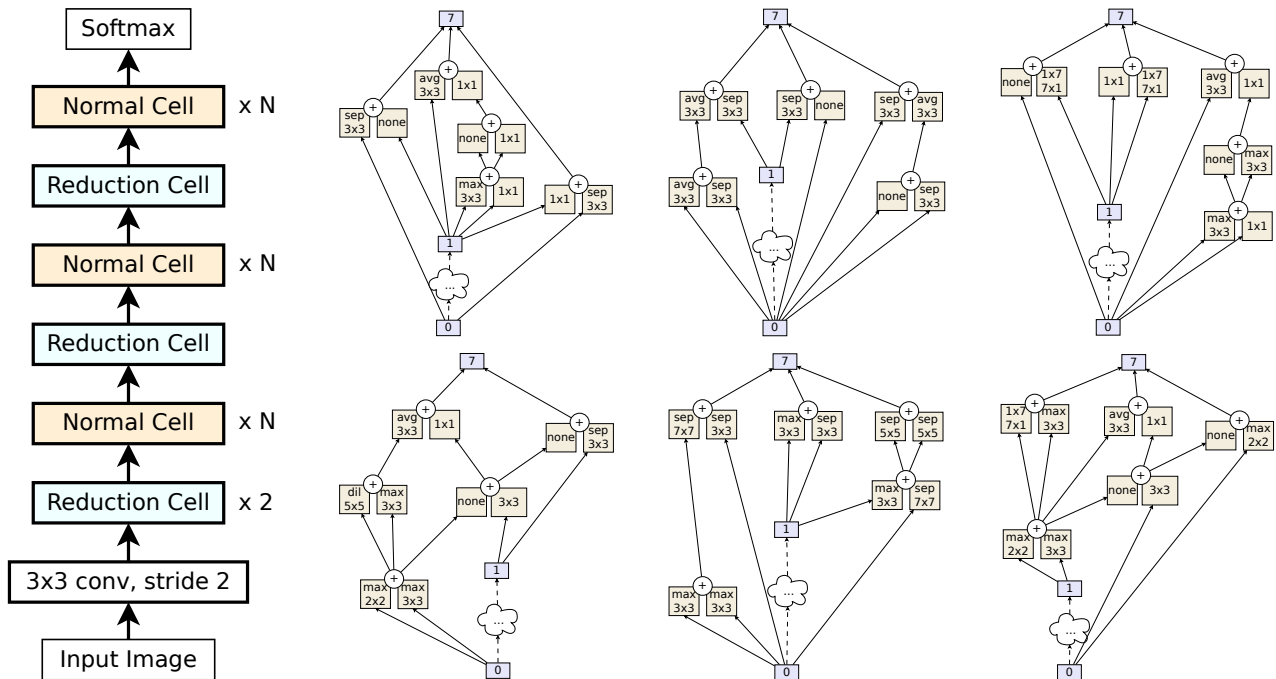 Softmax
Normal Cell
x N
Reduction Cell
Normal Cell
x N
Reduction Cell
Normal Cell
x N
Reduction Cell
x 2
3x3 conv, stride 2
Input Image
7
+
avg
3x3
1x1
+
sep
3x3
none
+
none
1x1
+
max
3x3
1x1
+
1x1
sep
3x3
1
...
0
7
+
avg
3x3
sep
3x3
+
sep
3x3
none
+
sep
3x3
avg
3x3
+
avg
3x3
sep
3x3
1
+
none
sep
3x3
...
0
7
+
none
1x7
7x1
+
1x1
1x7
7x1
+
avg
3x3
1x1
+
none
max
3x3
+
max
3x3
1x1
1
...
0
7
+
avg
3x3
1x1
+
none
sep
3x3
+
dil
5x5
max
3x3
+
none
3x3
+
max
2x2
max
3x3
1
...
0
7
+
sep
7x7
sep
3x3
+
max
3x3
sep
3x3
+
sep
5x5
sep
5x5
+
max
3x3
sep
7x7
1
+
max
3x3
max
3x3
...
0
7
+
1x7
7x1
max
3x3
+
avg
3x3
1x1
+
none
max
2x2
+
none
3x3
+
max
2x2
max
3x3
1
...
0